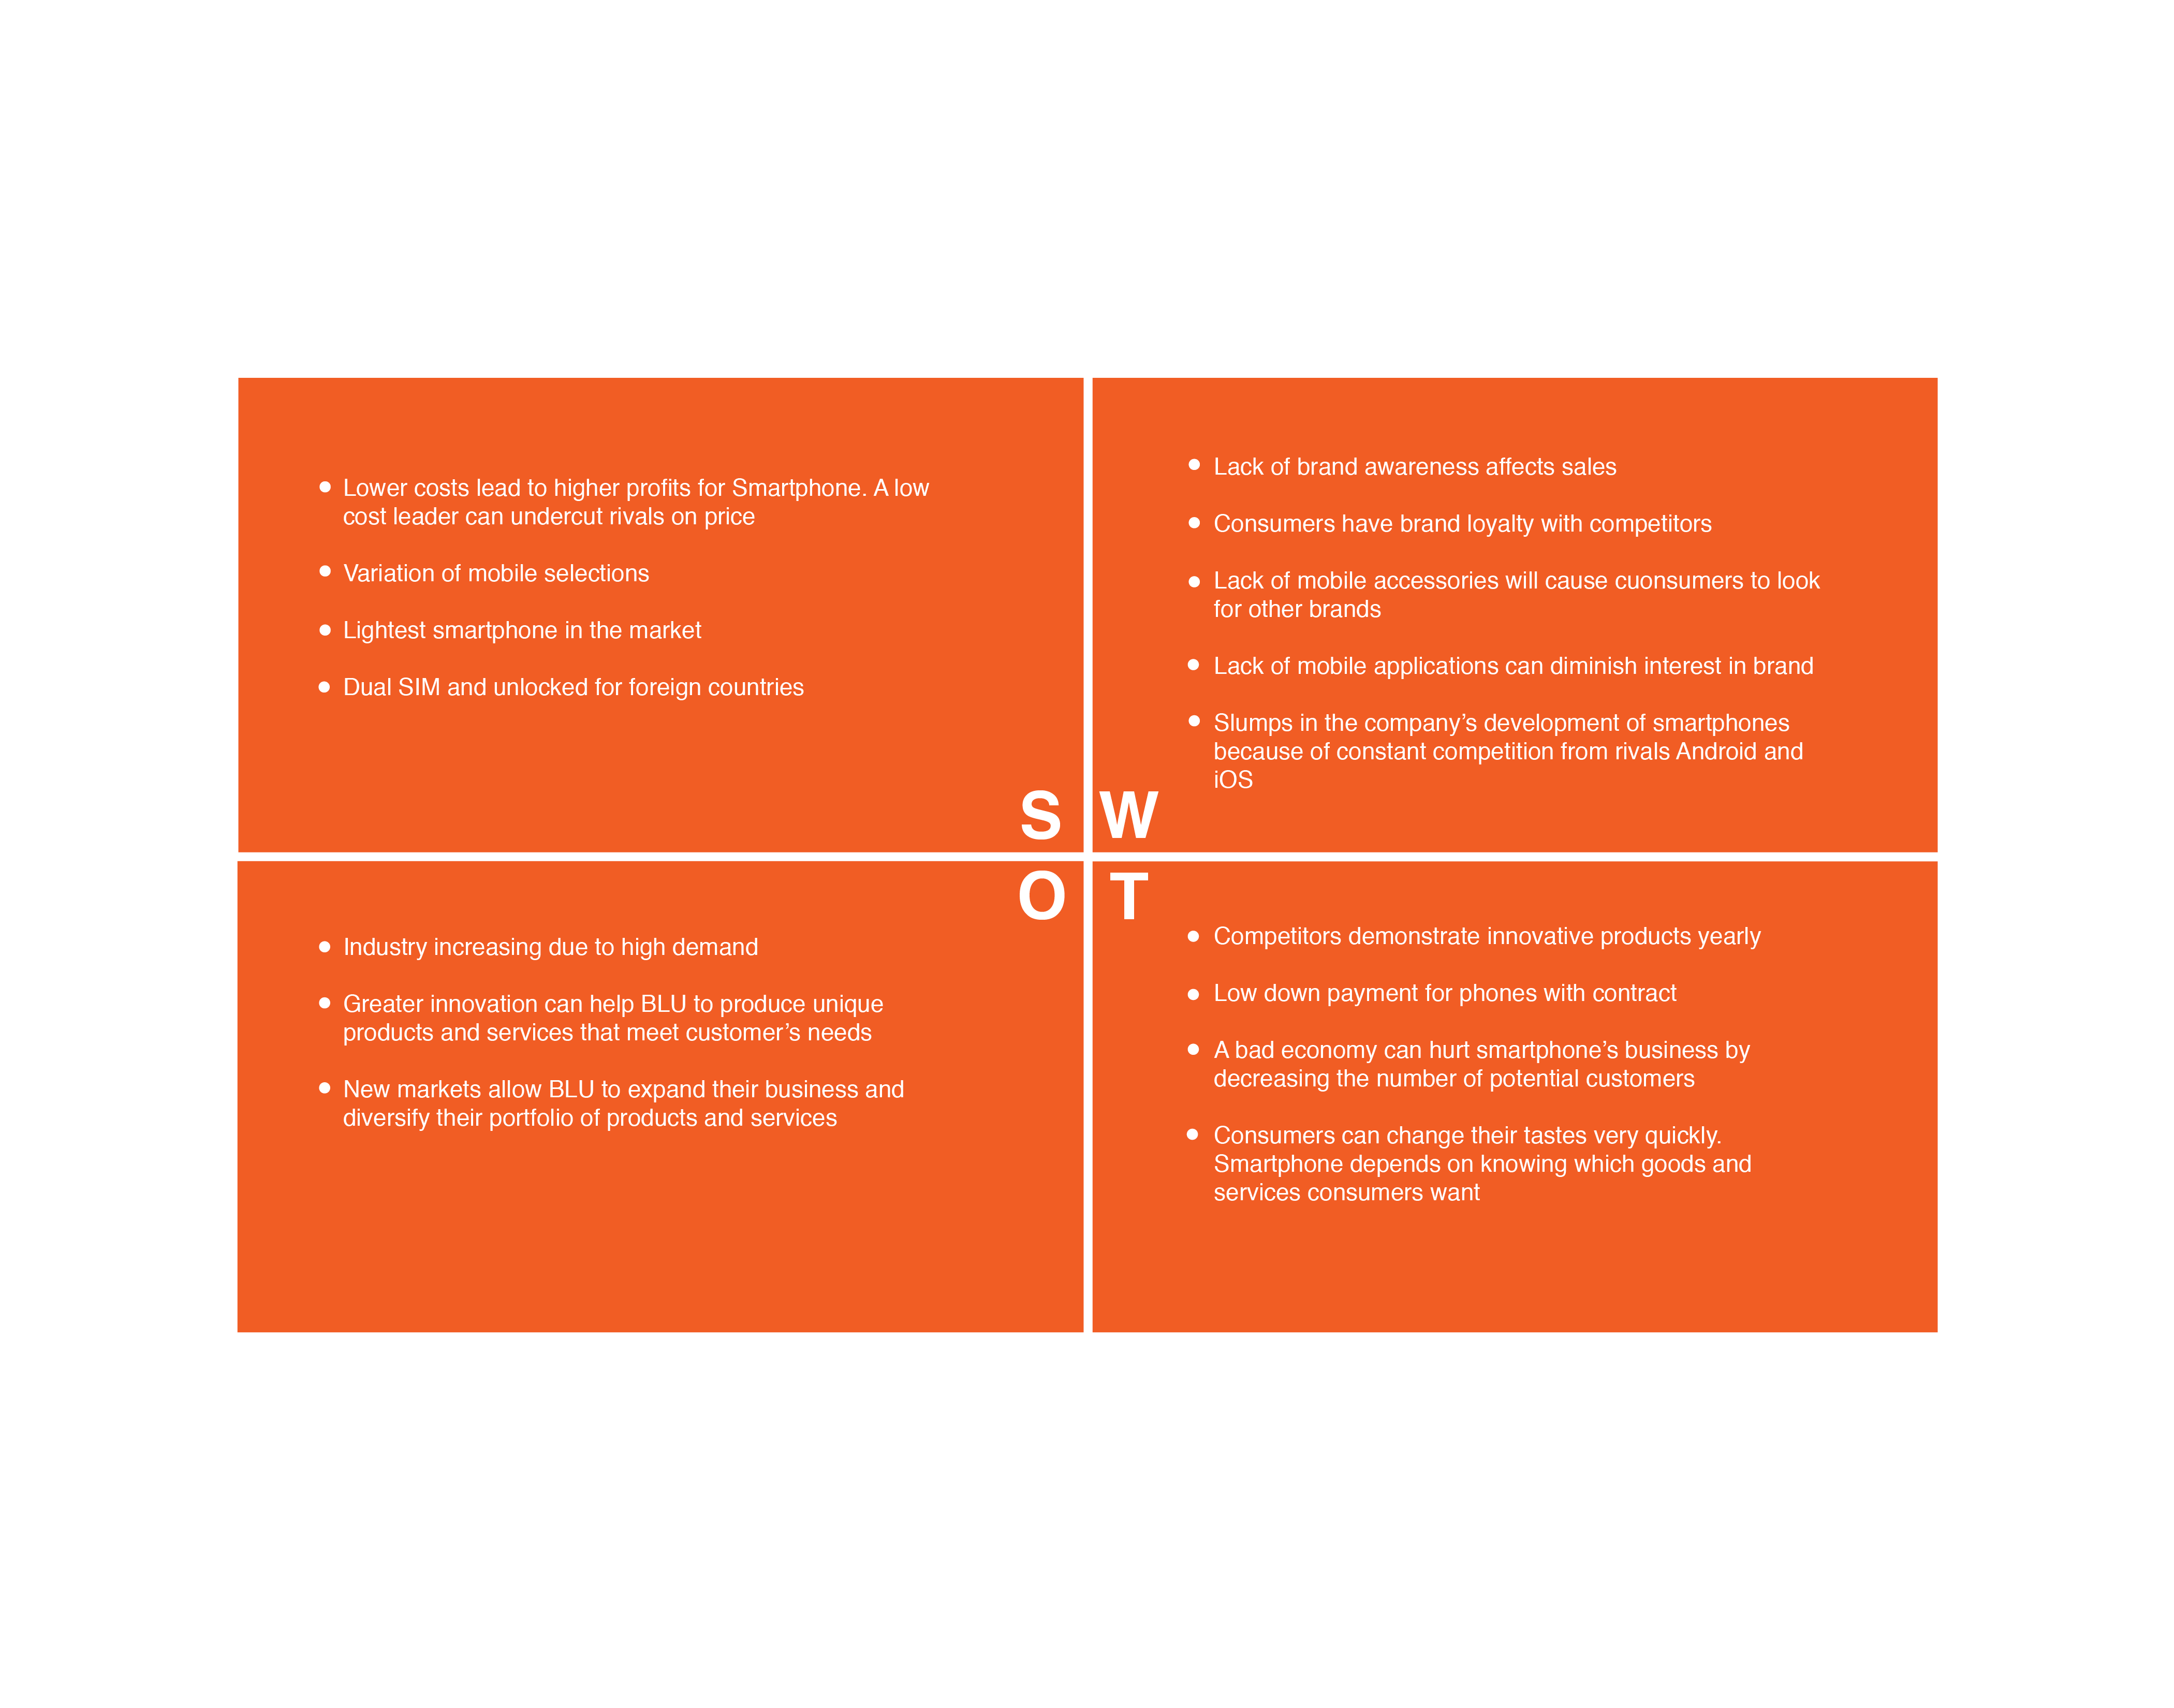 • Lower costs lead to higher profits for Smartphone. A low
cost leader can undercut rivals on price
• Variation of mobile selections
• Lightest smartphone in the market
• Dual SIM and unlocked for foreign countries
S
• Lack of brand awareness affects sales
• Consumers have brand loyalty with competitors
• Lack of mobile accessories will cause cuonsumers to look
for other brands
• Lack of mobile applications can diminish interest in brand
• Slumps in the company’s development of smartphones
because of constant competition from rivals Android and
iOS
W
O
• Industry increasing due to high demand
• Greater innovation can help BLU to produce unique
products and services that meet customer’s needs
• New markets allow BLU to expand their business and
diversify their portfolio of products and services
T
• Competitors demonstrate innovative products yearly
• Low down payment for phones with contract
• A bad economy can hurt smartphone’s business by
decreasing the number of potential customers
• Consumers can change their tastes very quickly.
Smartphone depends on knowing which goods and
services consumers want